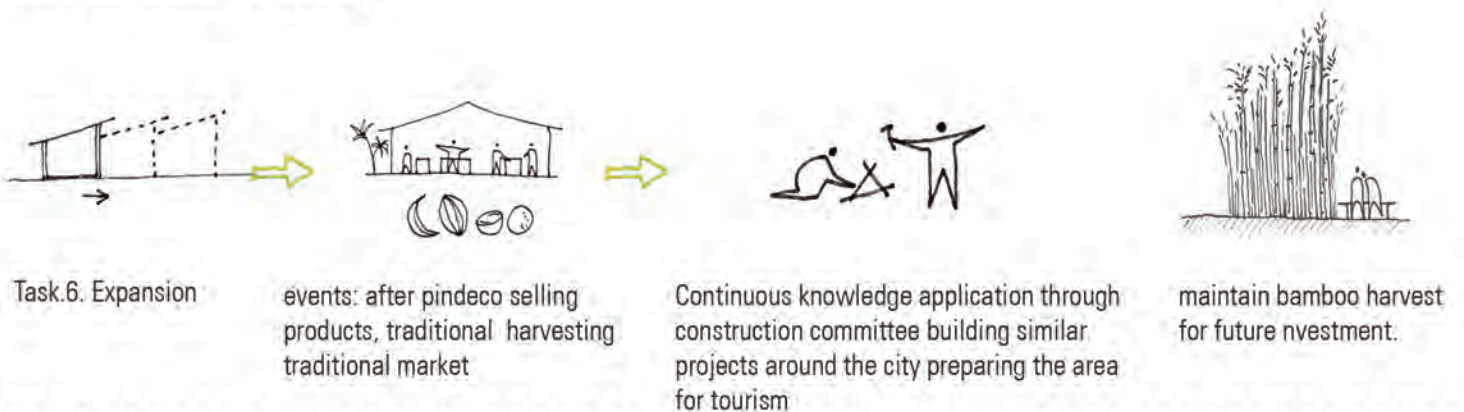 Task.6. Expansion
events: after pindeco selling
products, traditional harvesting
traditional market
Continuous knowledge application through
construction committee building similar
projects around the city preparing the area
for tourism
maintain bamboo harvest
for future nvestment.